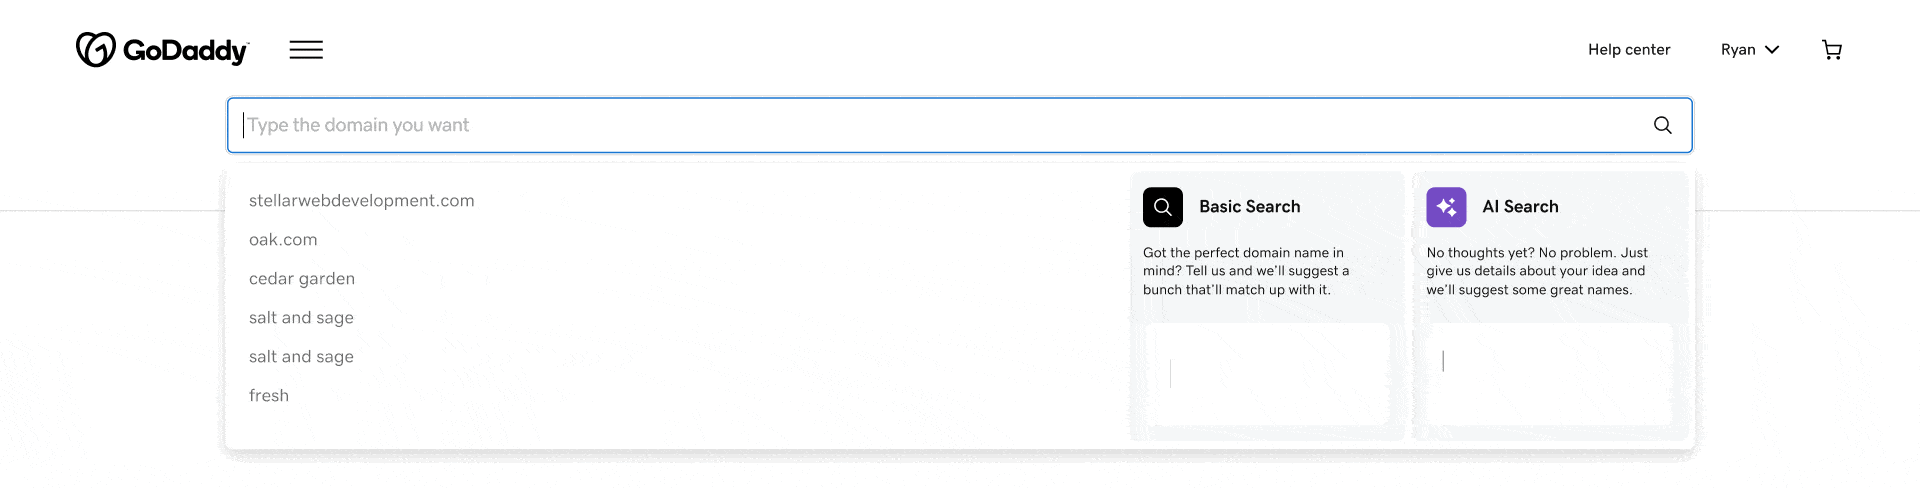 GoDaddy
Help center
Ryan
Type the domain you want
stellarwebdevelopment.com
oak.com
cedar garden
salt and sage
salt and sage
fresh
Basic Search
Got the perfect domain name in
mind? Tell us and we'll suggest a
bunch that'll match up with it.
AI Search
No thoughts yet? No problem. Just
give us details about your idea and
we'll suggest some great names.